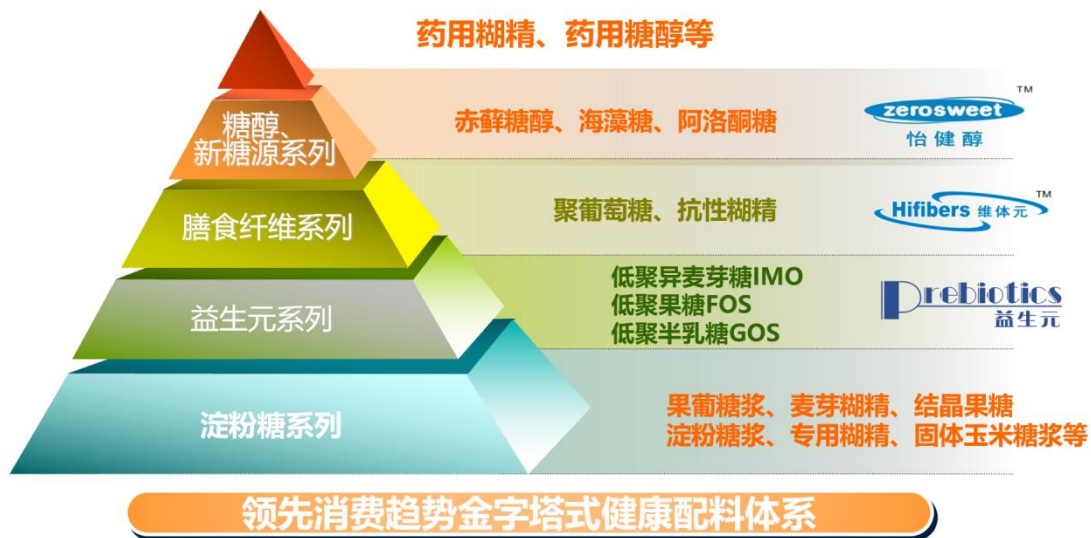 药用糊精、药用糖醇等
糖醇、
新糖源系列
赤藓糖醇、海藻糖、阿洛酮糖
zerosweet
TM
怡健醇
膳食纤维系列
聚葡萄糖、抗性糊精
Hifibers 维体元
TM
益生元系列
低聚异麦芽糖IMO
低聚果糖FOS
低聚半乳糖GOS
Prebiotics
益生元
淀粉糖系列
果葡糖浆、麦芽糊精、结晶果糖
淀粉糖浆、专用糊精、固体玉米糖浆等
领先消费趋势金字塔式健康配料体系